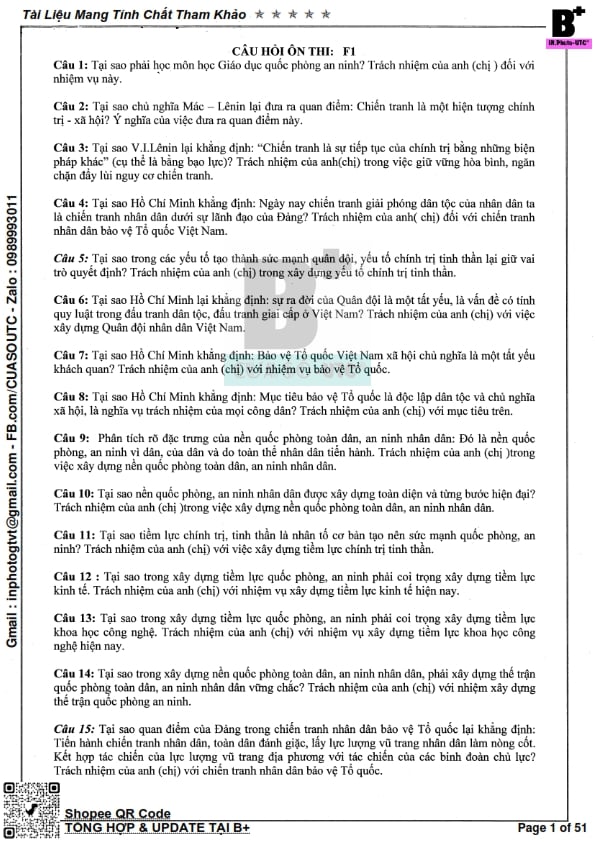 Tài Liệu Mang Tính Chất Tham Khảo ★ ★ ★ ★ ★
B+
IN.Photo-UTC
CÂU HỎI ÔN THI: F1
Câu 1: Tại sao phải học môn học Giáo dục quốc phòng an ninh? Trách nhiệm của anh (chị ) đối với
nhiệm vụ này.
Câu 2: Tại sao chủ nghĩa Mác – Lênin lại đưa ra quan điểm: Chiến tranh là một hiện tượng chính
trị - xã hội? Ý nghĩa của việc đưa ra quan điểm này.
Câu 3: Tại sao V.I.Lênin lại khẳng định: “Chiến tranh là sự tiếp tục của chính trị bằng những biện
pháp khác” (cụ thể là bằng bạo lực)? Trách nhiệm của anh(chị) trong việc giữ vững hòa bình, ngăn
chặn đẩy lùi nguy cơ chiến tranh.
Câu 4: Tại sao Hồ Chí Minh khẳng định: Ngày nay chiến tranh giải phóng dân tộc của nhân dân ta
là chiến tranh nhân dân dưới sự lãnh đạo của Đảng? Trách nhiệm của anh( chị) đối với chiến tranh
nhân dân bảo vệ Tổ quốc Việt Nam.
Câu 5: Tại sao trong các yếu tố tạo thành sức mạnh quân đội, yếu tố chính trị tinh thần lại giữ vai
trò quyết định? Trách nhiệm của anh (chị) trong xây dựng yếu tố chính trị tinh thần.
Câu 6: Tại sao Hồ Chí Minh lại khẳng định: sự ra đời của Quân đội là một tất yếu, là vấn đề có tính
quy luật trong đấu tranh dân tộc, đấu tranh giai cấp ở Việt Nam? Trách nhiệm của anh (chị) với việc
xây dựng Quân đội nhân dân Việt Nam.
Câu 7: Tại sao Hồ Chí Minh khẳng định: Bảo vệ Tổ quốc Việt Nam xã hội chủ nghĩa là một tất yếu
khách quan? Trách nhiệm của anh (chị) với nhiệm vụ bảo vệ Tổ quốc.
Câu 8: Tại sao Hồ Chí Minh khẳng định: Mục tiêu bảo vệ Tổ quốc là độc lập dân tộc và chủ nghĩa
xã hội, là nghĩa vụ trách nhiệm của mọi công dân? Trách nhiệm của anh (chị) với mục tiêu trên.
Câu 9: Phân tích rõ đặc trưng của nền quốc phòng toàn dân, an ninh nhân dân: Đó là nền quốc
phòng, an ninh vì dân, của dân và do toàn thể nhân dân tiến hành. Trách nhiệm của anh (chị )trong
việc xây dựng nền quốc phòng toàn dân, an ninh nhân dân.
Câu 10: Tại sao nền quốc phòng, an ninh nhân dân được xây dựng toàn diện và từng bước hiện đại?
Trách nhiệm của anh (chị )trong việc xây dựng nền quốc phòng toàn dân, an ninh nhân dân.
Câu 11: Tại sao tiềm lực chính trị, tinh thần là nhân tố cơ bản tạo nên sức mạnh quốc phòng, an
ninh? Trách nhiệm của anh (chị) với việc xây dựng tiềm lực chính trị tinh thần.
Câu 12 : Tại sao trong xây dựng tiềm lực quốc phòng, an ninh phải coi trọng xây dựng tiềm lực
kinh tế. Trách nhiệm của anh (chị) với nhiệm vụ xây dựng tiềm lực kinh tế hiện nay.
Câu 13: Tại sao trong xây dựng tiềm lực quốc phòng, an ninh phải coi trọng xây dựng tiềm lực
khoa học công nghệ. Trách nhiệm của anh (chị) với nhiệm vụ xây dựng tiềm lực khoa học công
nghệ hiện nay.
Câu 14: Tại sao trong xây dựng nền quốc phòng toàn dân, an ninh nhân dân, phải xây dựng thế trận
quốc phòng toàn dân, an ninh nhân dân vững chắc? Trách nhiệm của anh (chị) với nhiệm xây dựng
thế trận quốc phòng an ninh.
Câu 15: Tại sao quan điểm của Đảng trong chiến tranh nhân dân bảo vệ Tổ quốc lại khẳng định:
Tiến hành chiến tranh nhân dân, toàn dân đánh giặc, lấy lực lượng vũ trang nhân dân làm nòng cốt.
Kết hợp tác chiến của lực lượng vũ trang địa phương với tác chiến của các binh đoàn chủ lực?
Trách nhiệm của anh (chị) với chiến tranh nhân dân bảo vệ Tổ quốc.
Gmail : inphotogtvt@gmail.com - FB.com/CUASOUTC - Zalo : 0989993011
B+
Shopee QR Code
TỔNG HỢP & UPDATE TẠI B+
Page 1 of 51